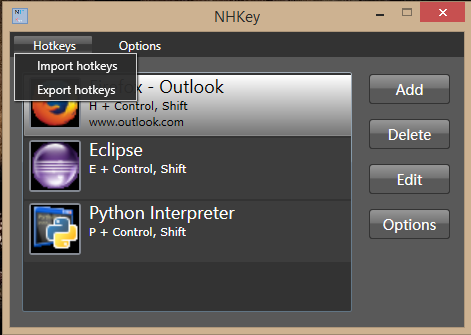 NHKey
Hotkeys Options
Import hotkeys
Export hotkeys
- Outlook
H + Control, Shift
www.outlook.com
Eclipse
E + Control, Shift
Python Interpreter
P + Control, Shift
Add
Delete
Edit
Options